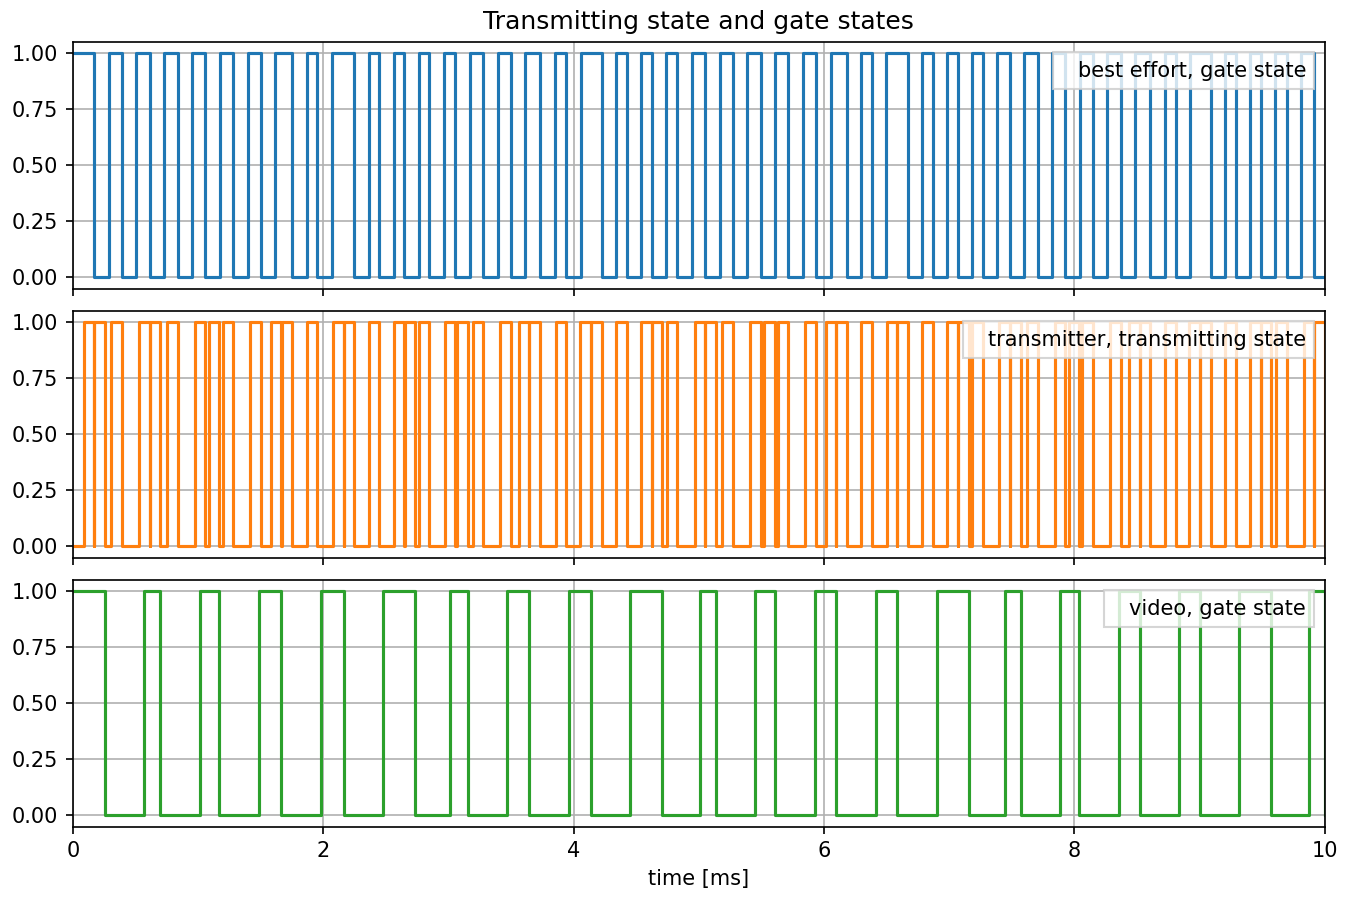 Transmitting state and gate states
1.00
0.75
0.50
0.25
0.00
best effort, gate state
1.00
0.75
0.50
0.25
0.00
transmitter, transmitting state
1.00
0.75
0.50
0.25
0.00
video, gate state
0 2 4 6 8 10
time [ms]